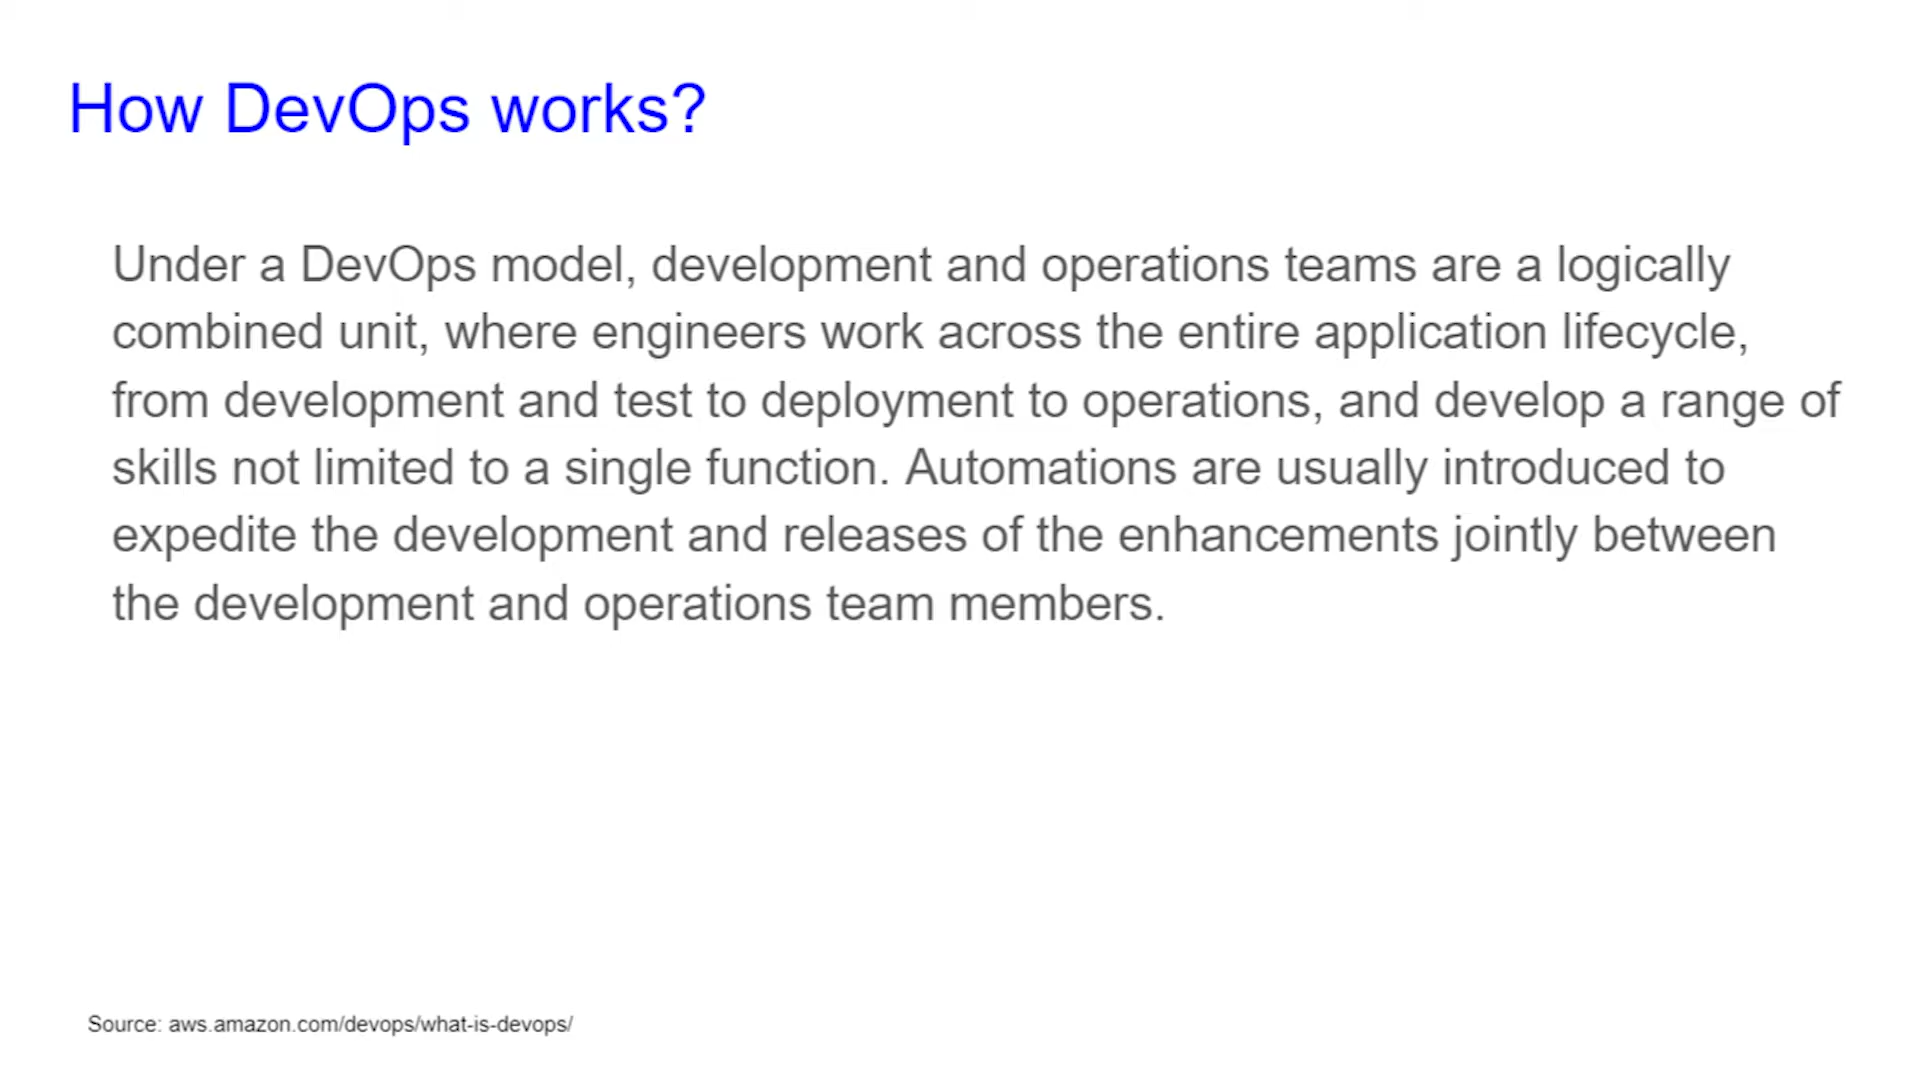 How DevOps works?
Under a DevOps model, development and operations teams are a logically
combined unit, where engineers work across the entire application lifecycle,
from development and test to deployment to operations, and develop a range of
skills not limited to a single function. Automations are usually introduced to
expedite the development and releases of the enhancements jointly between
the development and operations team members.
Source: aws.amazon.com/devops/what-is-devops/